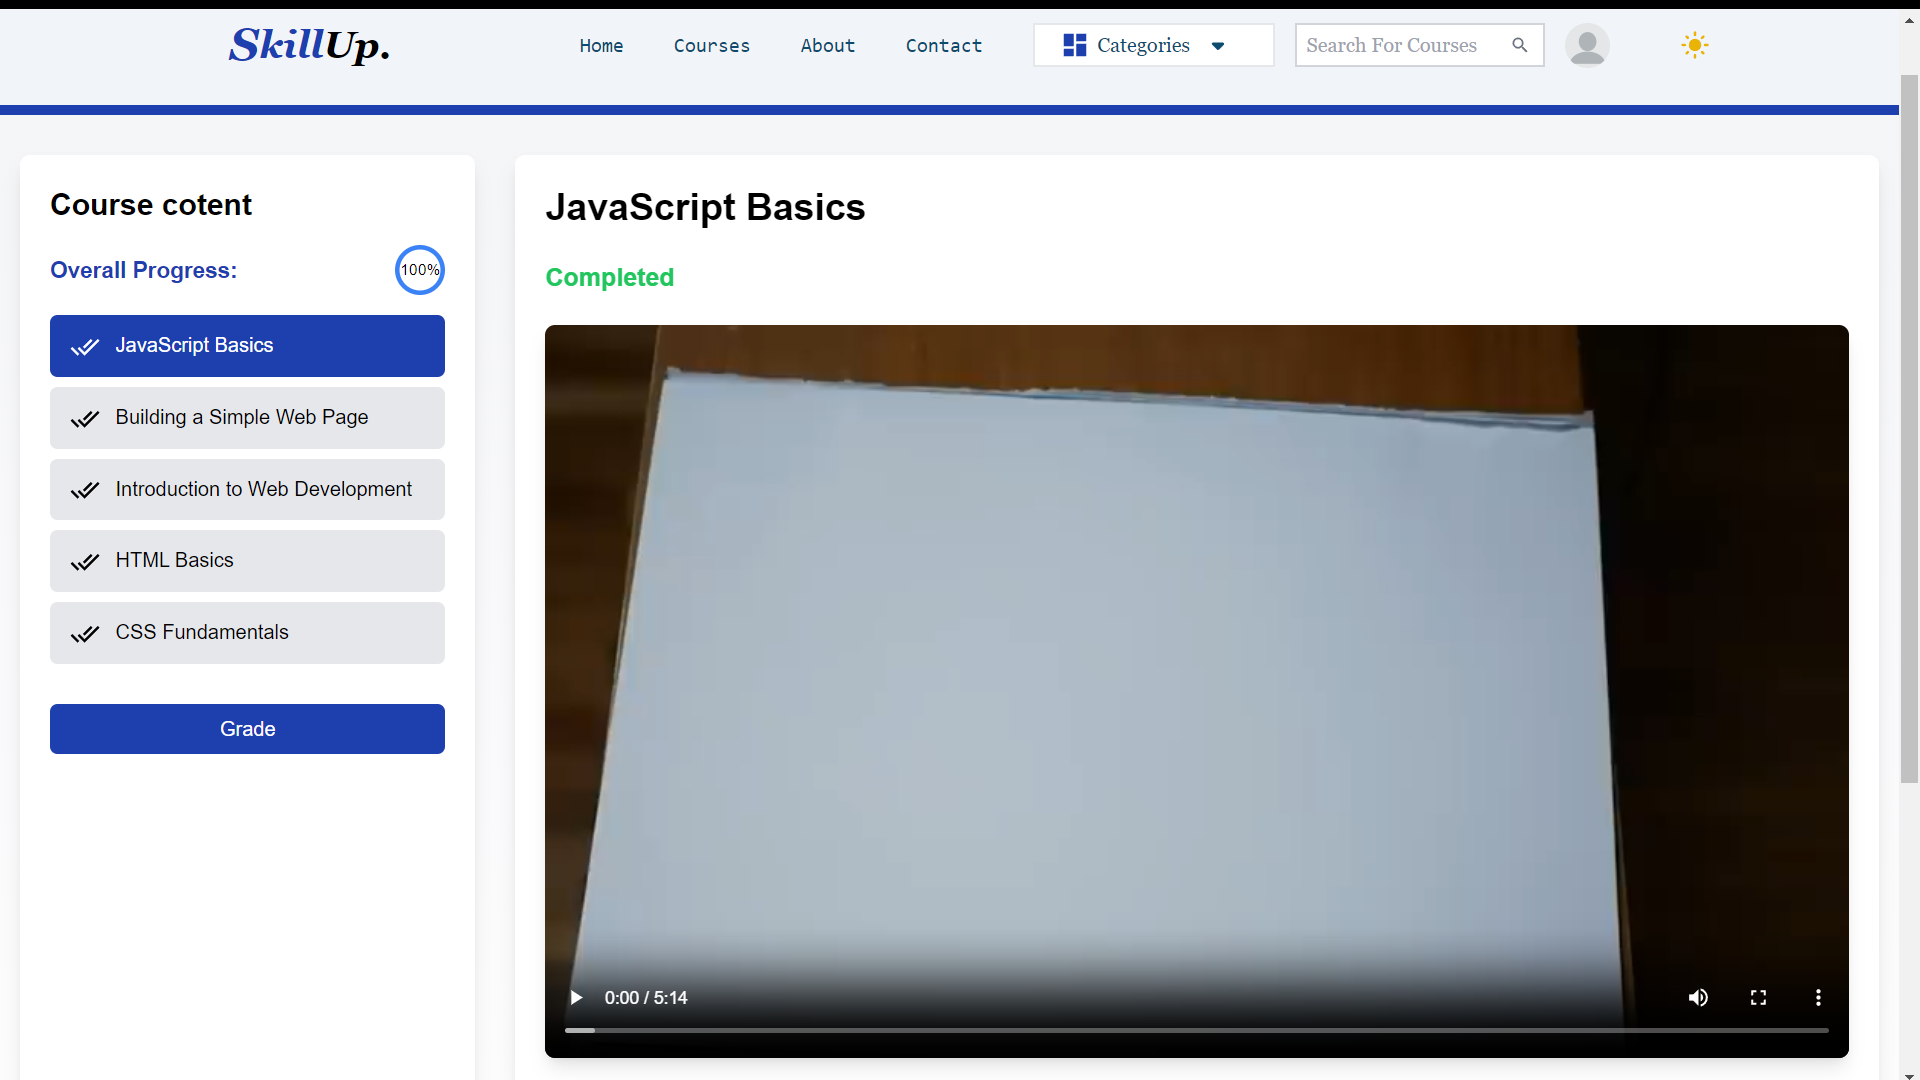 SkillUp.
Home Courses About Contact Categories Search For Courses
Course cotent
Overall Progress: 100%
JavaScript Basics
Building a Simple Web Page
Introduction to Web Development
HTML Basics
CSS Fundamentals
Grade
JavaScript Basics
Completed
0:00 / 5:14